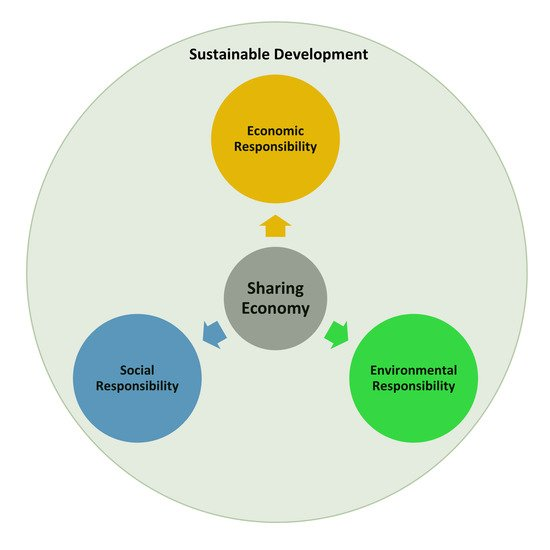 Sustainable Development
Economic
Responsibility
Sharing
Economy
Social
Responsibility
Environmental
Responsibility